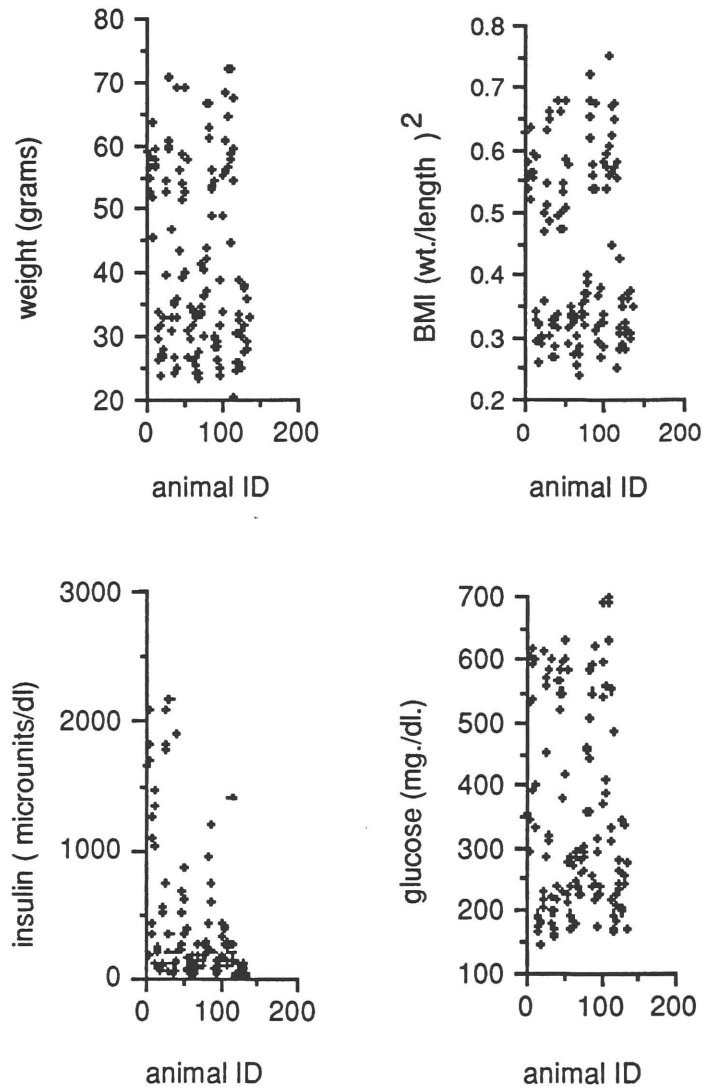 80
70
60
50
40
30
20
weight (grams)
0 100 200
animal ID
0.8
0.7
0.6
0.5
0.4
0.3
0.2
BMI (wt./length )2
0 100 200
animal ID
3000
2000
1000
0
insulin ( microunits/dl)
0 100 200
animal ID
700
600
500
400
300
200
100
glucose (mg./dl.)
0 100 200
animal ID